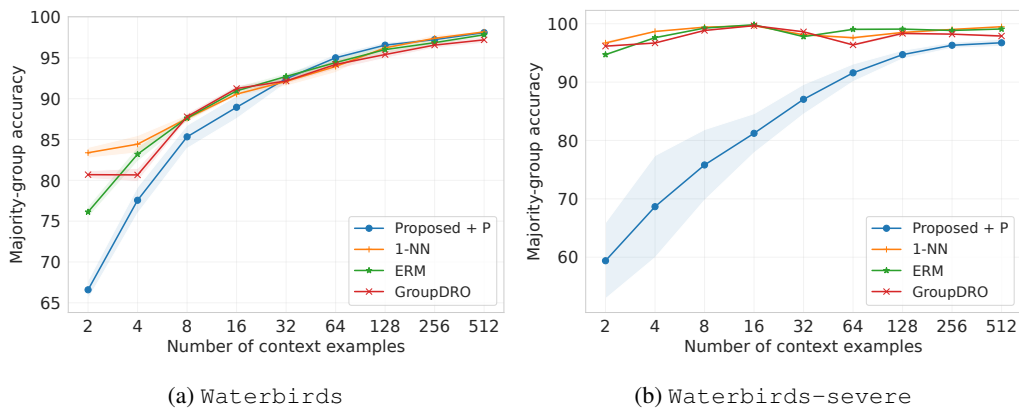 Majority-group accuracy
100
95
90
85
80
75
70
65
2 4 8 16 32 64 128 256 512
Number of context examples
Proposed + P
1-NN
ERM
GroupDRO
(a) Waterbirds
Majority-group accuracy
100
90
80
70
60
2 4 8 16 32 64 128 256 512
Number of context examples
Proposed + P
1-NN
ERM
GroupDRO
(b) Waterbirds-severe